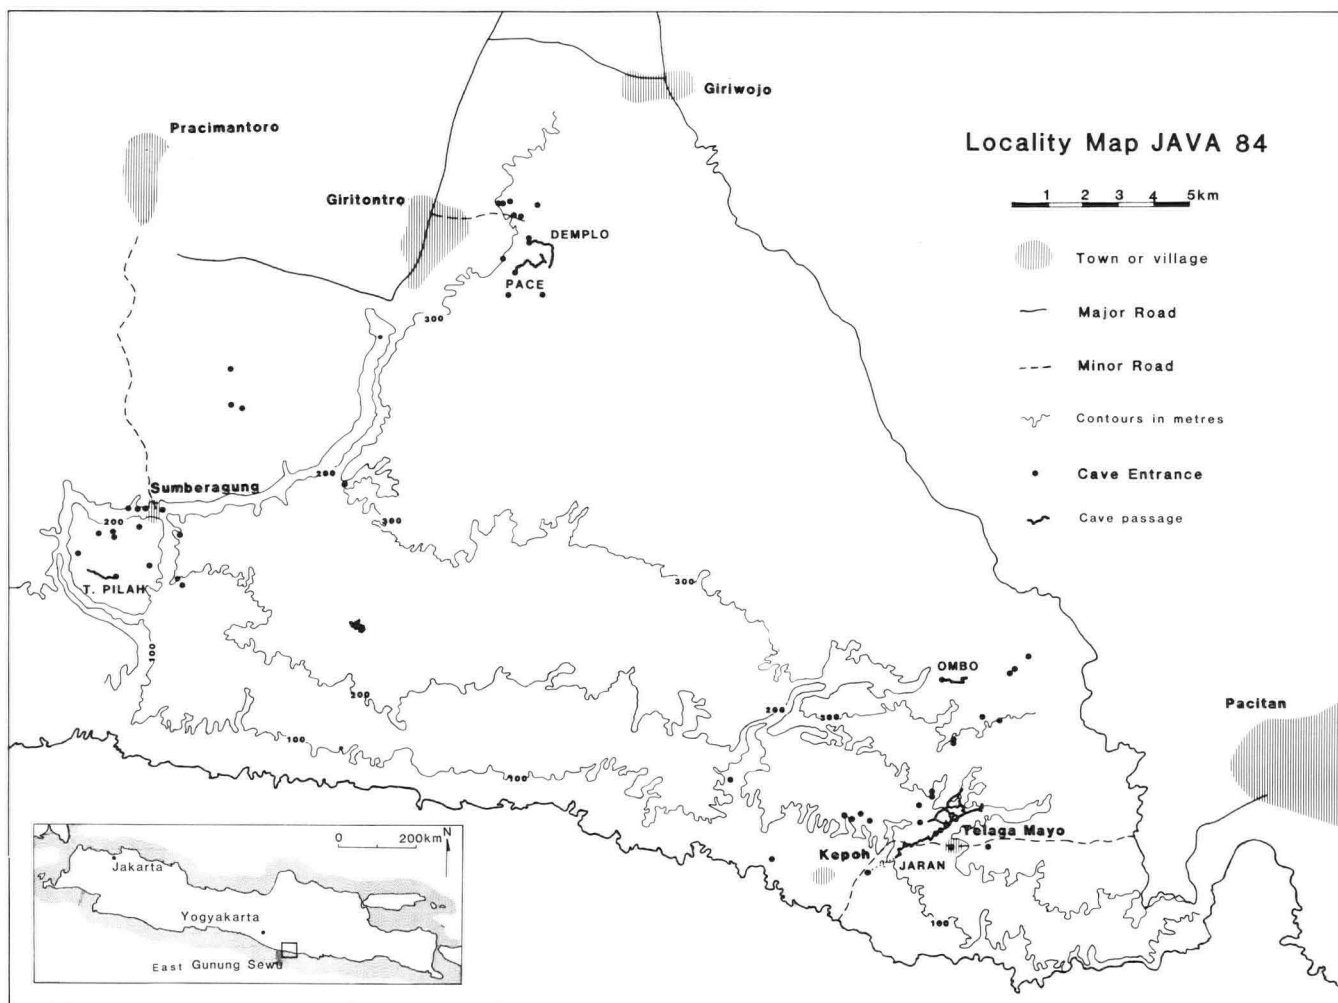 Giriwojo
Pracimantoro
Locality Map JAVA 84
1 2 3 4 5km
Giritontro
DEMPLO
Town or village
PACE
Major Road
300
Minor Road
Contours in metres
200
Cave Entrance
Sumberagung
Cave passage
200
300
300
T. PILAH
100
OMBO
200
200
300
Pacitan
100
100
Telaga Mayo
Kepoh
JARAN
100
0 200km
N
Jakarta
Yogyakarta
East Gunung Sewu